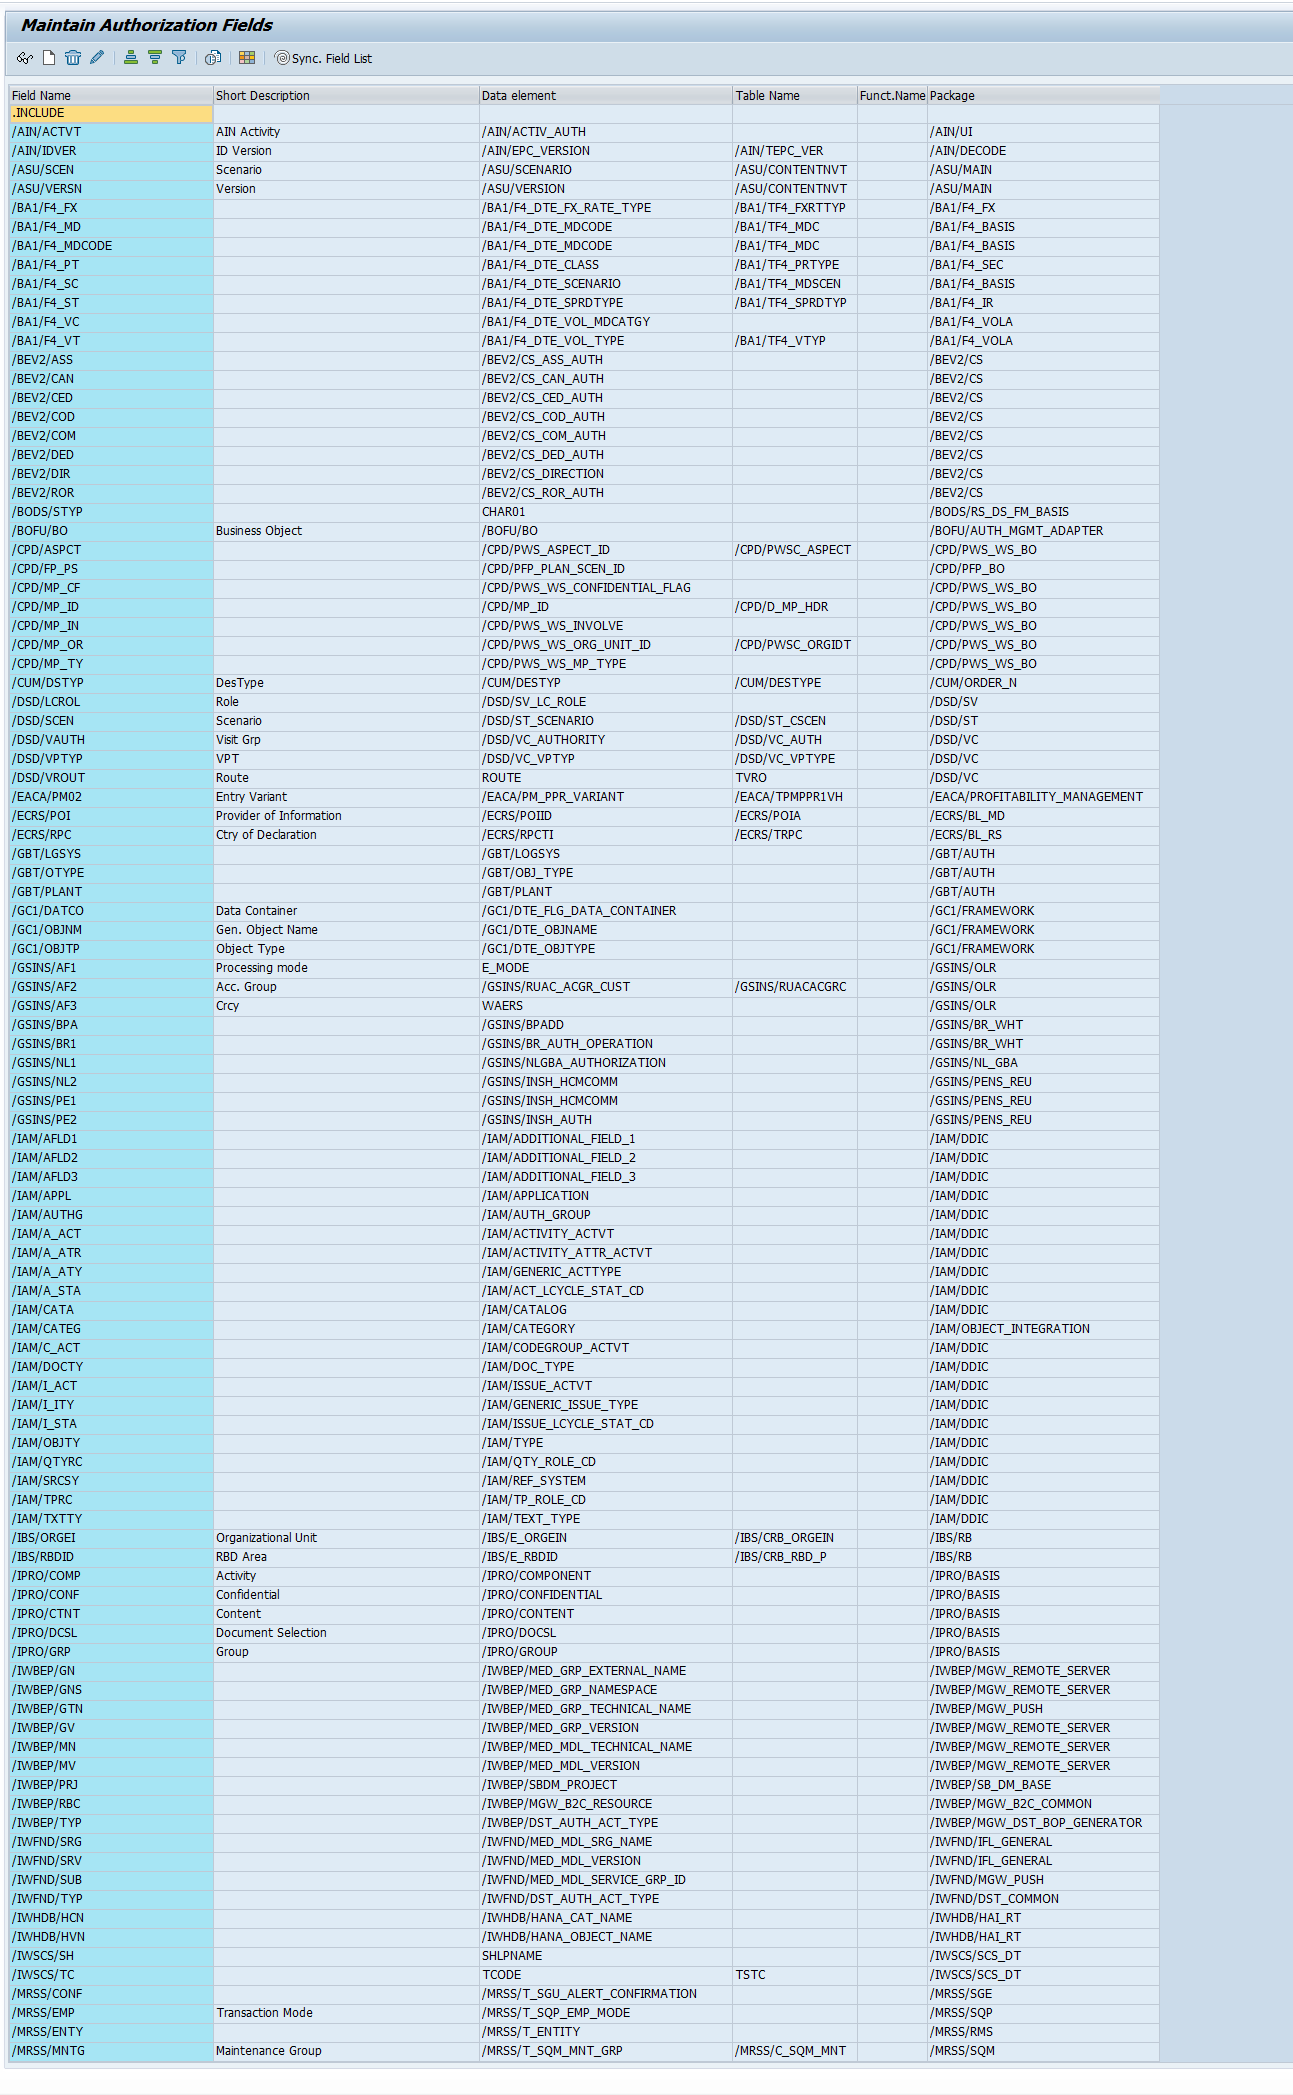 Maintain Authorization Fields
Sync. Field List
Field Name Short Description Data element Table Name Funct.Name Package
.INCLUDE
/AIN/ACTVT AIN Activity /AIN/ACTIV_AUTH /AIN/UI
/AIN/IDVER ID Version /AIN/EPC_VERSION /AIN/TEPC_VER /AIN/DECODE
/ASU/SCEN Scenario /ASU/SCENARIO /ASU/CONTENTNVT /ASU/MAIN
/ASU/VERSN Version /ASU/VERSION /ASU/CONTENTNVT /ASU/MAIN
/BA1/F4_FX /BA1/F4_DTE_FX_RATE_TYPE /BA1/TF4_FXRTTYP /BA1/F4_FX
/BA1/F4_MD /BA1/F4_DTE_MDCODE /BA1/TF4_MDC /BA1/F4_BASIS
/BA1/F4_MDCODE /BA1/F4_DTE_MDCODE /BA1/TF4_MDC /BA1/F4_BASIS
/BA1/F4_PT /BA1/F4_DTE_CLASS /BA1/TF4_PRTYPE /BA1/F4_SEC
/BA1/F4_SC /BA1/F4_DTE_SCENARIO /BA1/TF4_MDSCEN /BA1/F4_BASIS
/BA1/F4_ST /BA1/F4_DTE_SPRDTYPE /BA1/TF4_SPRDTYP /BA1/F4_IR
/BA1/F4_VC /BA1/F4_DTE_VOL_MDCATGY /BA1/F4_VOLA
/BA1/F4_VT /BA1/F4_DTE_VOL_TYPE /BA1/TF4_VTYP /BA1/F4_VOLA
/BEV2/ASS /BEV2/CS_ASS_AUTH /BEV2/CS
/BEV2/CAN /BEV2/CS_CAN_AUTH /BEV2/CS
/BEV2/CED /BEV2/CS_CED_AUTH /BEV2/CS
/BEV2/COD /BEV2/CS_COD_AUTH /BEV2/CS
/BEV2/COM /BEV2/CS_COM_AUTH /BEV2/CS
/BEV2/DED /BEV2/CS_DED_AUTH /BEV2/CS
/BEV2/DIR /BEV2/CS_DIRECTION /BEV2/CS
/BEV2/ROR /BEV2/CS_ROR_AUTH /BEV2/CS
/BODS/STYP CHAR01 /BODS/RS_DS_FM_BASIS
/BOFU/BO Business Object /BOFU/BO /BOFU/AUTH_MGMT_ADAPTER
/CPD/ASPCT /CPD/PWS_ASPECT_ID /CPD/PWSC_ASPECT /CPD/PWS_WS_BO
/CPD/FP_PS /CPD/PFP_PLAN_SCEN_ID /CPD/PFP_BO
/CPD/MP_CF /CPD/PWS_WS_CONFIDENTIAL_FLAG /CPD/PWS_WS_BO
/CPD/MP_ID /CPD/MP_ID /CPD/D_MP_HDR /CPD/PWS_WS_BO
/CPD/MP_IN /CPD/PWS_WS_INVOLVE /CPD/PWS_WS_BO
/CPD/MP_OR /CPD/PWS_WS_ORG_UNIT_ID /CPD/PWSC_ORGIDT /CPD/PWS_WS_BO
/CPD/MP_TY /CPD/PWS_WS_MP_TYPE /CPD/PWS_WS_BO
/CUM/DSTYP DesType /CUM/DESTYP /CUM/DESTYPE /CUM/ORDER_N
/DSD/LCROL Role /DSD/SV_LC_ROLE /DSD/SV
/DSD/SCEN Scenario /DSD/ST_SCENARIO /DSD/ST_CSCEN /DSD/ST
/DSD/VAUTH Visit Grp /DSD/VC_AUTHORITY /DSD/VC_AUTH /DSD/VC
/DSD/VPTYP VPT /DSD/VC_VPTYP /DSD/VC_VPTYPE /DSD/VC
/DSD/VROUT Route ROUTE TVRO /DSD/VC
/EACA/PM02 Entry Variant /EACA/PM_PPR_VARIANT /EACA/TPMPPR1VH /EACA/PROFITABILITY_MANAGEMENT
/ECRS/POI Provider of Information /ECRS/POIID /ECRS/POIA /ECRS/BL_MD
/ECRS/RPC Ctry of Declaration /ECRS/RPCTI /ECRS/TRPC /ECRS/BL_RS
/GBT/LGSYS /GBT/LOGSYS /GBT/AUTH
/GBT/OTYPE /GBT/OBJ_TYPE /GBT/AUTH
/GBT/PLANT /GBT/PLANT /GBT/AUTH
/GC1/DATCO Data Container /GC1/DTE_FLG_DATA_CONTAINER /GC1/FRAMEWORK
/GC1/OBJNM Gen. Object Name /GC1/DTE_OBJNAME /GC1/FRAMEWORK
/GC1/OBJTP Object Type /GC1/DTE_OBJTYPE /GC1/FRAMEWORK
/GSINS/AF1 Processing mode E_MODE /GSINS/OLR
/GSINS/AF2 Acc. Group /GSINS/RUAC_ACGR_CUST /GSINS/RUACACGRC /GSINS/OLR
/GSINS/AF3 Crcy WAERS /GSINS/OLR
/GSINS/BPA /GSINS/BPADD /GSINS/BR_WHT
/GSINS/BR1 /GSINS/BR_AUTH_OPERATION /GSINS/BR_WHT
/GSINS/NL1 /GSINS/NLGBA_AUTHORIZATION /GSINS/NL_GBA
/GSINS/NL2 /GSINS/INSH_HCMCOMM /GSINS/PENS_REU
/GSINS/PE1 /GSINS/INSH_HCMCOMM /GSINS/PENS_REU
/GSINS/PE2 /GSINS/INSH_AUTH /GSINS/PENS_REU
/IAM/AFLD1 /IAM/ADDITIONAL_FIELD_1 /IAM/DDIC
/IAM/AFLD2 /IAM/ADDITIONAL_FIELD_2 /IAM/DDIC
/IAM/AFLD3 /IAM/ADDITIONAL_FIELD_3 /IAM/DDIC
/IAM/APPL /IAM/APPLICATION /IAM/DDIC
/IAM/AUTHG /IAM/AUTH_GROUP /IAM/DDIC
/IAM/A_ACT /IAM/ACTIVITY_ACTVT /IAM/DDIC
/IAM/A_ATR /IAM/ACTIVITY_ATTR_ACTVT /IAM/DDIC
/IAM/A_ATY /IAM/GENERIC_ACTTYPE /IAM/DDIC
/IAM/A_STA /IAM/ACT_LCYCLE_STAT_CD /IAM/DDIC
/IAM/CATA /IAM/CATALOG /IAM/DDIC
/IAM/CATEG /IAM/CATEGORY /IAM/OBJECT_INTEGRATION
/IAM/C_ACT /IAM/CODEGROUP_ACTVT /IAM/DDIC
/IAM/DOCTY /IAM/DOC_TYPE /IAM/DDIC
/IAM/I_ACT /IAM/ISSUE_ACTVT /IAM/DDIC
/IAM/I_ITY /IAM/GENERIC_ISSUE_TYPE /IAM/DDIC
/IAM/I_STA /IAM/ISSUE_LCYCLE_STAT_CD /IAM/DDIC
/IAM/OBJTY /IAM/TYPE /IAM/DDIC
/IAM/QTYRC /IAM/QTY_ROLE_CD /IAM/DDIC
/IAM/SRCSY /IAM/REF_SYSTEM /IAM/DDIC
/IAM/TPRC /IAM/TP_ROLE_CD /IAM/DDIC
/IAM/TXTTY /IAM/TEXT_TYPE /IAM/DDIC
/IBS/ORGEI Organizational Unit /IBS/E_ORGEIN /IBS/CRB_ORGEIN /IBS/RB
/IBS/RBDID RBD Area /IBS/E_RBDID /IBS/CRB_RBD_P /IBS/RB
/IPRO/COMP Activity /IPRO/COMPONENT /IPRO/BASIS
/IPRO/CONF Confidential /IPRO/CONFIDENTIAL /IPRO/BASIS
/IPRO/CTNT Content /IPRO/CONTENT /IPRO/BASIS
/IPRO/DCSL Document Selection /IPRO/DOCSL /IPRO/BASIS
/IPRO/GRP Group /IPRO/GROUP /IPRO/BASIS
/IWBEP/GN /IWBEP/MED_GRP_EXTERNAL_NAME /IWBEP/MGW_REMOTE_SERVER
/IWBEP/GNS /IWBEP/MED_GRP_NAMESPACE /IWBEP/MGW_REMOTE_SERVER
/IWBEP/GTN /IWBEP/MED_GRP_TECHNICAL_NAME /IWBEP/MGW_PUSH
/IWBEP/GV /IWBEP/MED_GRP_VERSION /IWBEP/MGW_REMOTE_SERVER
/IWBEP/MN /IWBEP/MED_MDL_TECHNICAL_NAME /IWBEP/MGW_REMOTE_SERVER
/IWBEP/MV /IWBEP/MED_MDL_VERSION /IWBEP/MGW_REMOTE_SERVER
/IWBEP/PRJ /IWBEP/SBDM_PROJECT /IWBEP/SB_DM_BASE
/IWBEP/RBC /IWBEP/MGW_B2C_RESOURCE /IWBEP/MGW_B2C_COMMON
/IWBEP/TYP /IWBEP/DST_AUTH_ACT_TYPE /IWBEP/MGW_DST_BOP_GENERATOR
/IWFND/SRG /IWFND/MED_MDL_SRG_NAME /IWFND/IFL_GENERAL
/IWFND/SRV /IWFND/MED_MDL_VERSION /IWFND/IFL_GENERAL
/IWFND/SUB /IWFND/MED_MDL_SERVICE_GRP_ID /IWFND/MGW_PUSH
/IWFND/TYP /IWFND/DST_AUTH_ACT_TYPE /IWFND/DST_COMMON
/IWHDB/HCN /IWHDB/HANA_CAT_NAME /IWHDB/HAI_RT
/IWHDB/HVN /IWHDB/HANA_OBJECT_NAME /IWHDB/HAI_RT
/IWSCS/SH SHLPNAME /IWSCS/SCS_DT
/IWSCS/TC TCODE TSTC /IWSCS/SCS_DT
/MRSS/CONF /MRSS/T_SGU_ALERT_CONFIRMATION /MRSS/SGE
/MRSS/EMP Transaction Mode /MRSS/T_SQP_EMP_MODE /MRSS/SQP
/MRSS/ENTY /MRSS/T_ENTITY /MRSS/RMS
/MRSS/MNTG Maintenance Group /MRSS/T_SQM_MNT_GRP /MRSS/C_SQM_MNT /MRSS/SQM